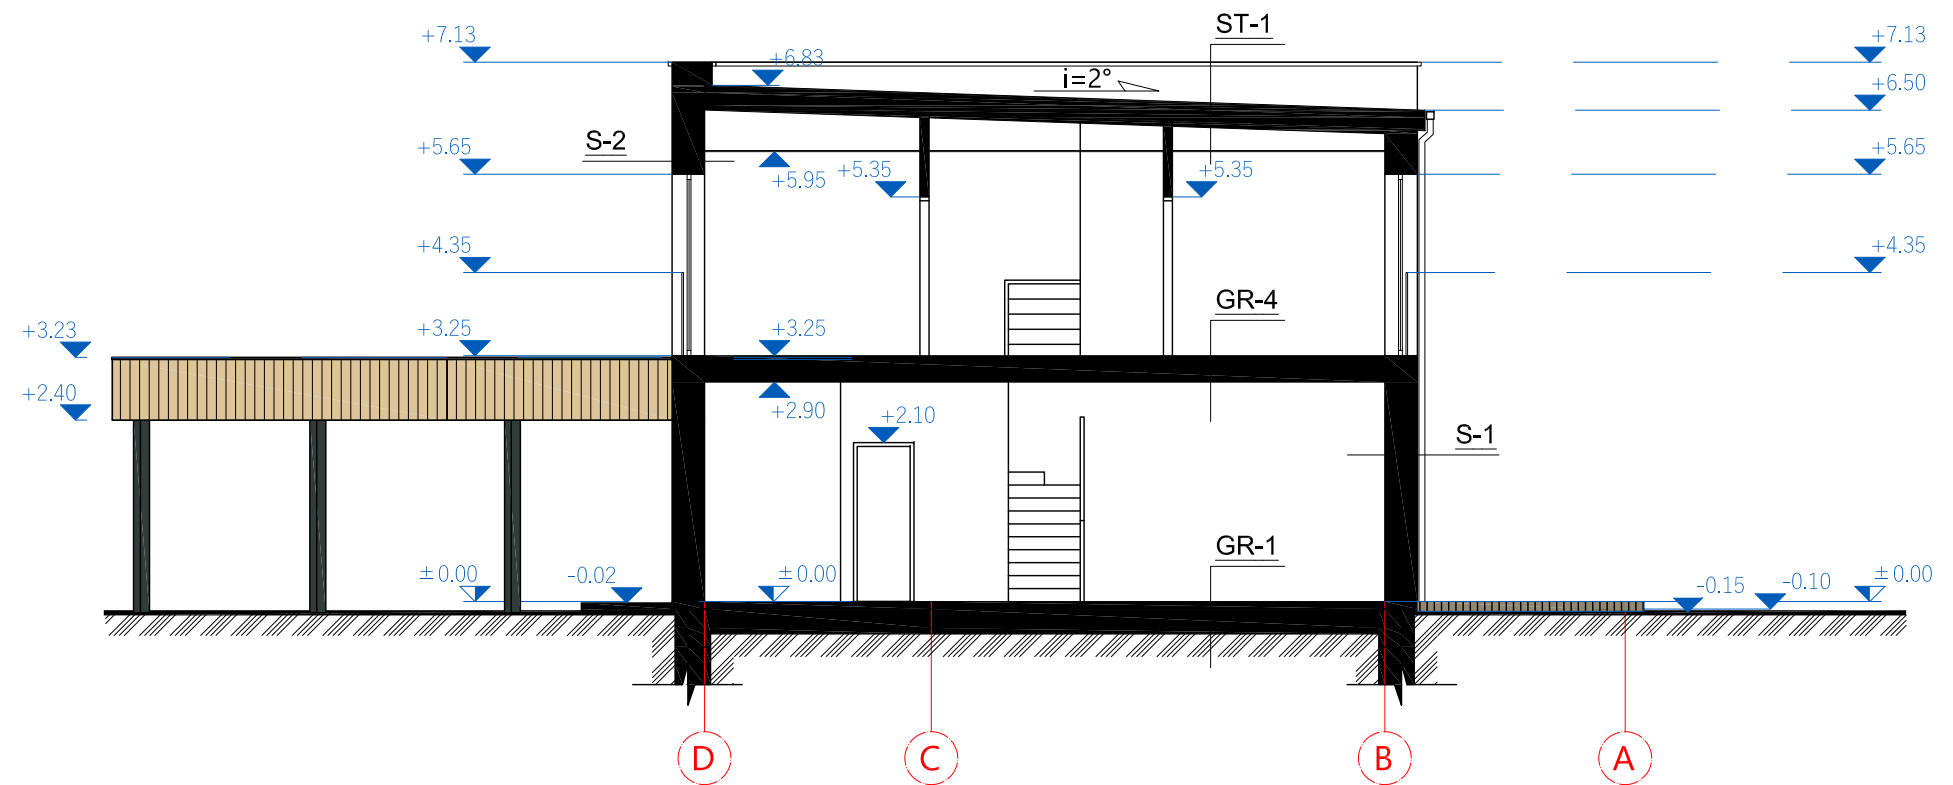 ST-1
+7.13
+7.13
+6.83
i=2°
+6.50
S-2
+5.65
+5.65
+5.95
+5.35
+5.35
+4.35
+4.35
GR-4
+3.23
+3.25
+3.25
+2.40
+2.90
+2.10
S-1
GR-1
±0.00
-0.02
±0.00
-0.15
-0.10
±0.00
D
C
B
A